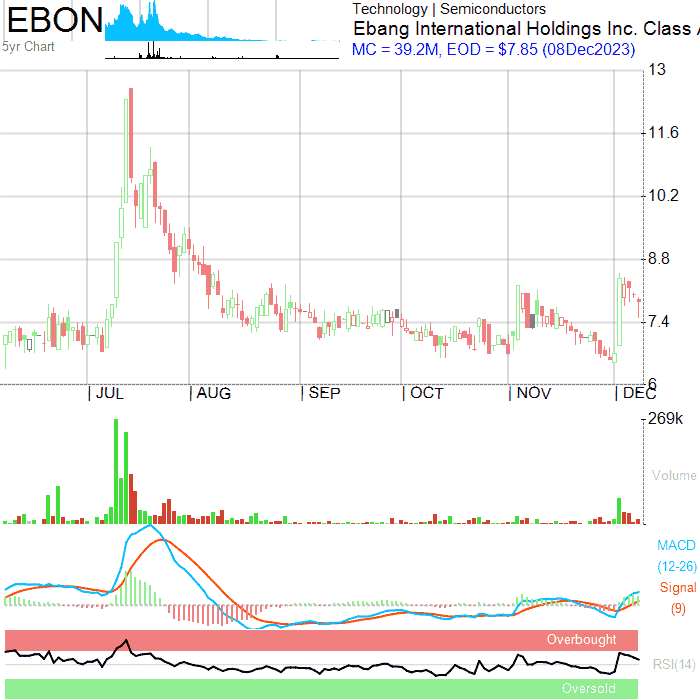 EBON
5yr Chart
Technology | Semiconductors
Ebang International Holdings Inc. Class A
MC = 39.2M, EOD = $7.85 (08Dec2023)
13
11.6
10.2
8.8
7.4
6
JUL AUG SEP OCT NOV DEC
269k
Volume
MACD
(12-26)
Signal
(9)
Overbought
RSI(14)
Oversold